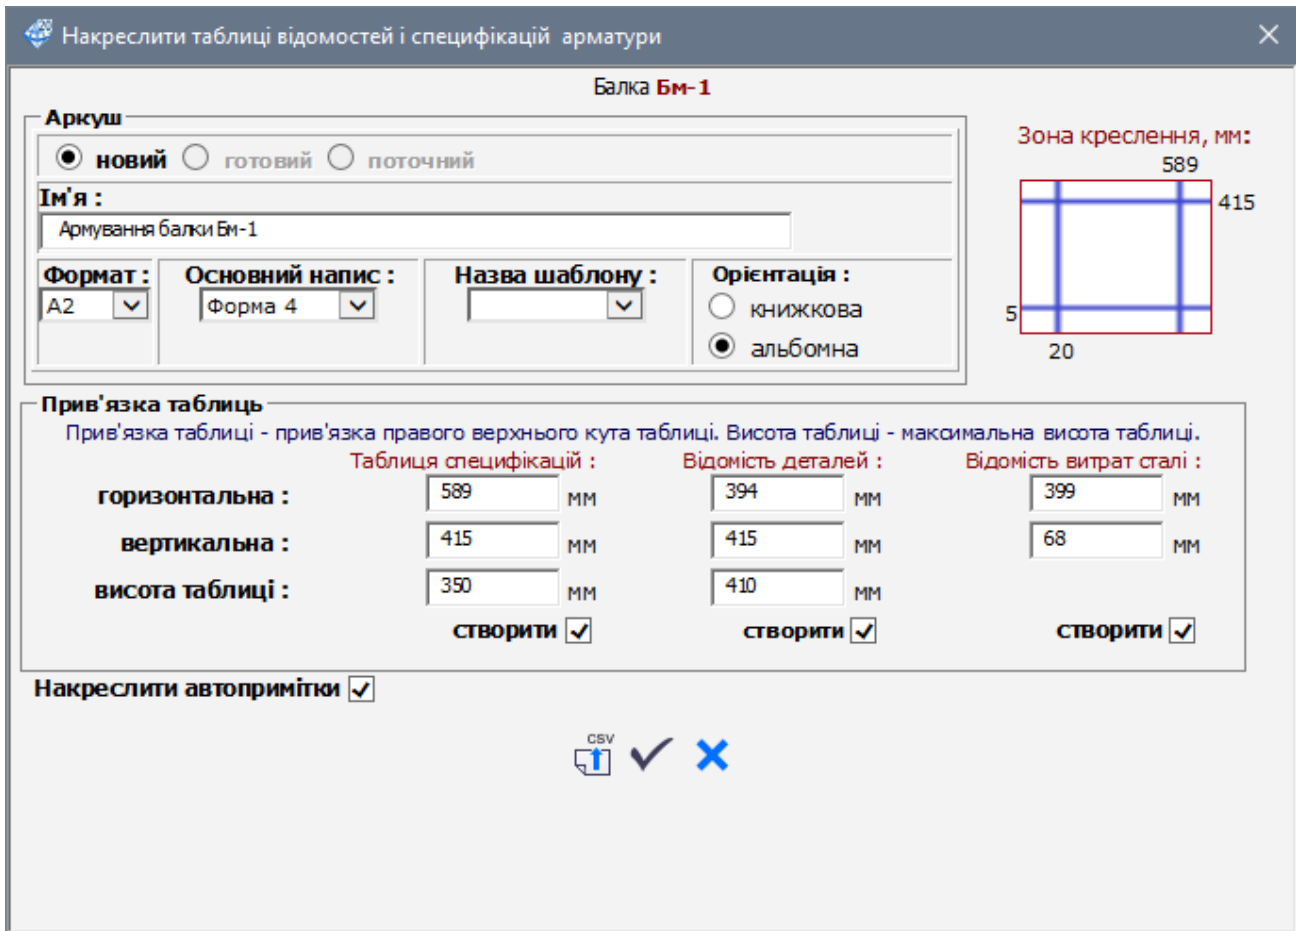 Накреслити таблиці відомостей і специфікацій арматури
Балка Бм-1
Аркуш
новий готовий поточний
Зона креслення, мм:
589
415
5
20
Ім'я :
Армування балки Бм-1
Формат : Основний напис : Назва шаблону : Орієнтація :
А2 Форма 4 книжкова
альбомна
Прив'язка таблиць
Прив'язка таблиці - прив'язка правого верхнього кута таблиці. Висота таблиці - максимальна висота таблиці.
Таблиця специфікацій : Відомість деталей : Відомість витрат сталі :
горизонтальна : 589 мм 394 мм 399 мм
вертикальна : 415 мм 415 мм 68 мм
висота таблиці : 350 мм 410 мм
створити створити створити
Накреслити автопримітки
CSV